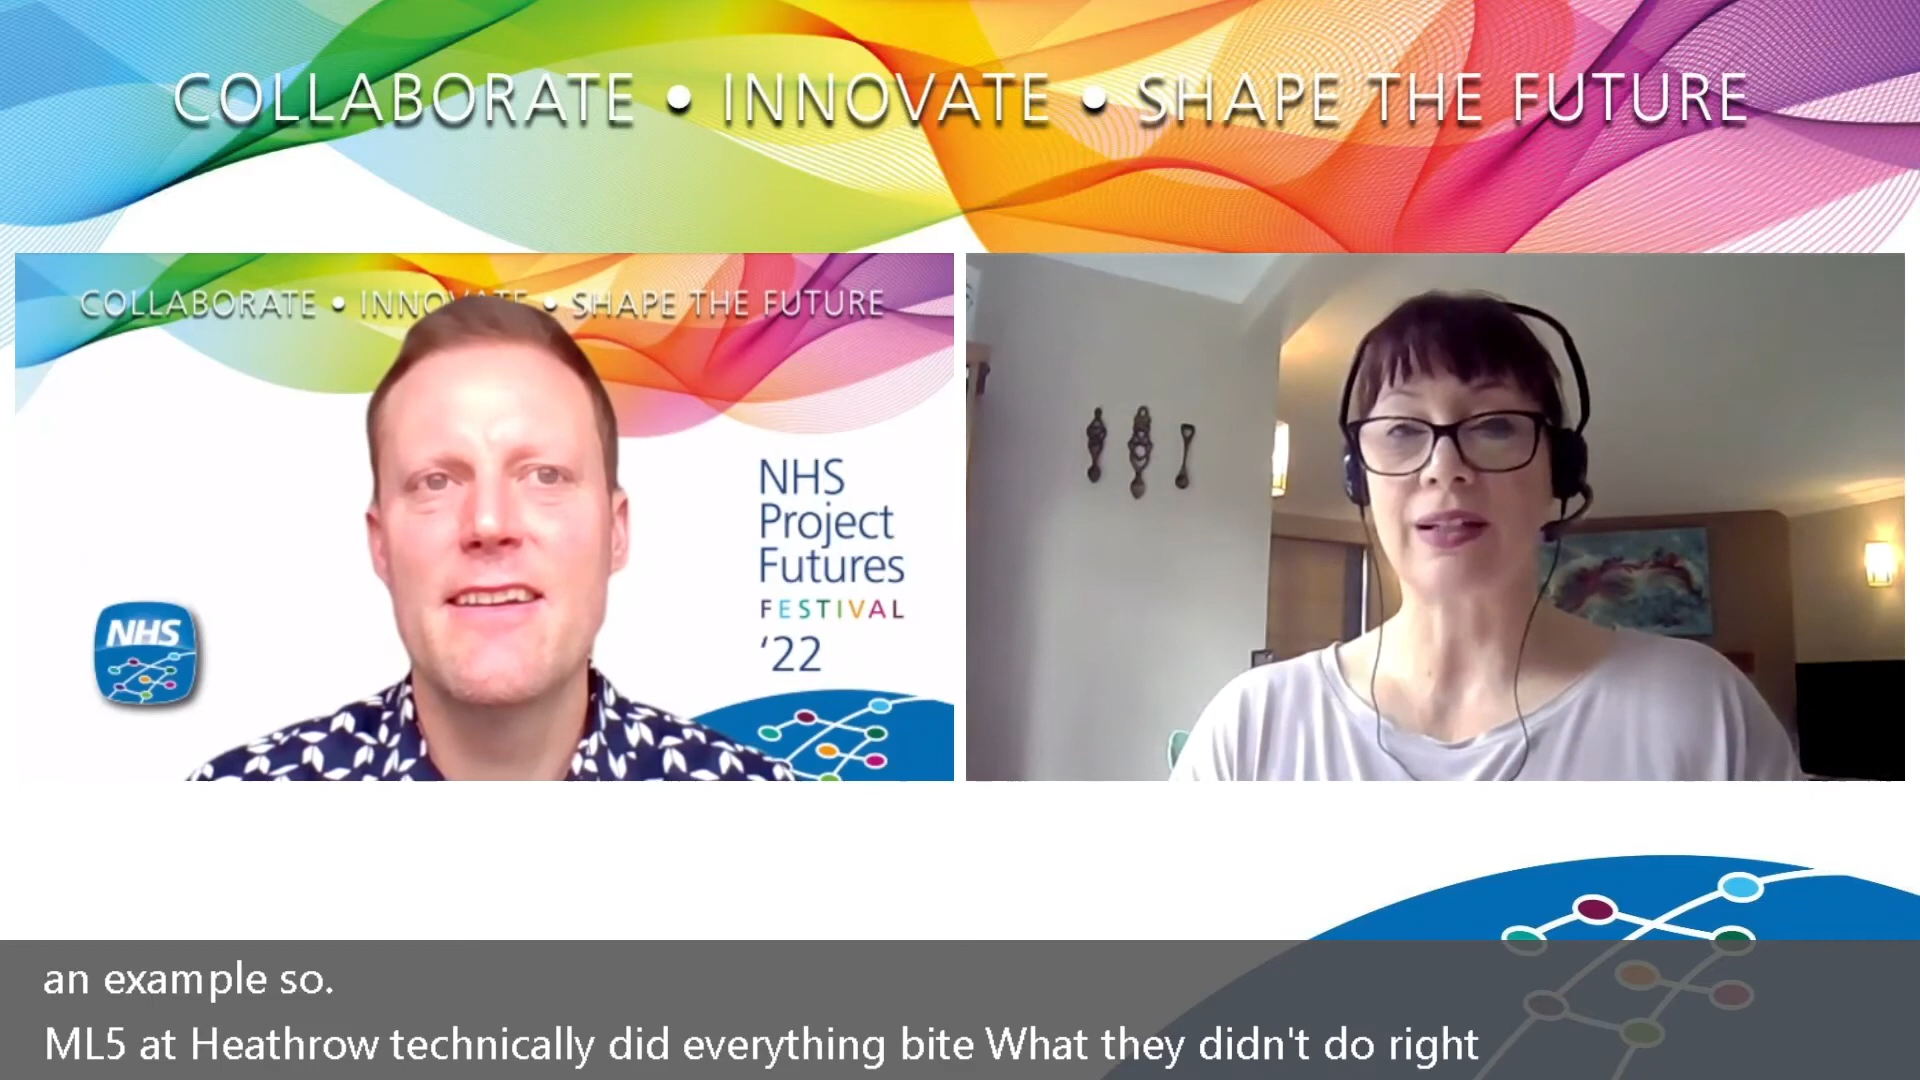 COLLABORATE • INNOVATE • SHAPE THE FUTURE
COLLABORATE • INNOVATE • SHAPE THE FUTURE
NHS
Project
Futures
FESTIVAL
‘22
NHS
an example so.
ML5 at Heathrow technically did everything bite What they didn't do right